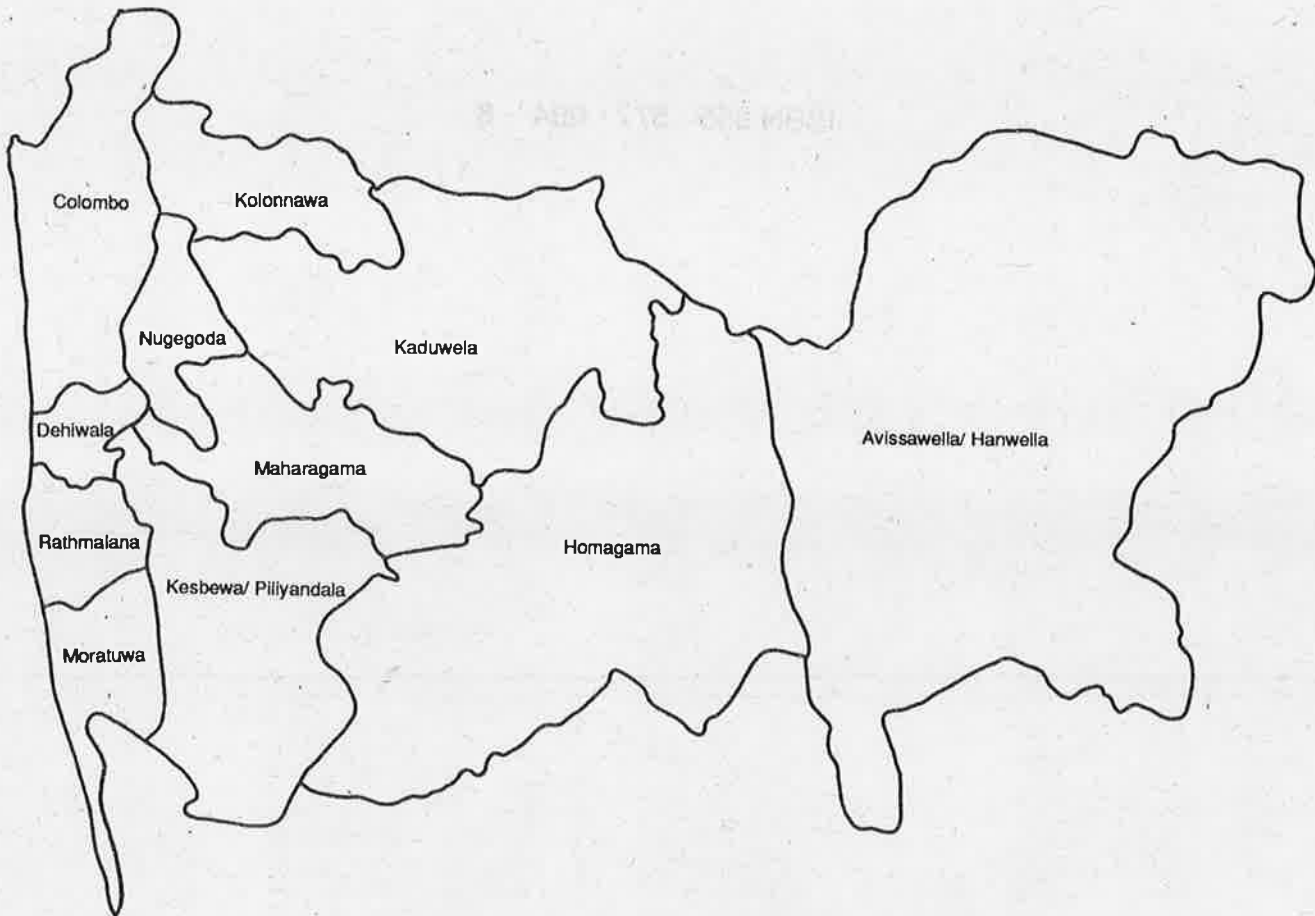 Colombo
Kolonnawa
Nugegoda
Kaduwela
Dehiwala
Maharagama
Avissawella/ Hanwella
Rathmalana
Homagama
Kesbewa/ Piliyandala
Moratuwa